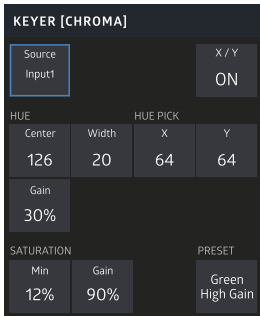 KEYER [CHROMA]
Source
Input1
X / Y
ON
HUE
HUE PICK
Center
126
Width
20
X
64
Y
64
Gain
30%
SATURATION
PRESET
Min
12%
Gain
90%
Green
High Gain